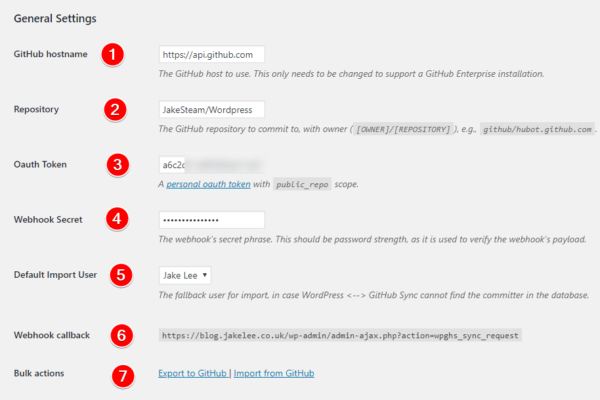 General Settings
GitHub hostname 1 https://api.github.com
The GitHub host to use. This only needs to be changed to support a GitHub Enterprise installation.
Repository 2 JakeSteam/Wordpress
The GitHub repository to commit to, with owner ( [OWNER]/[REPOSITORY] ), e.g., github/hubot.github.com .
Oauth Token 3 a6c2
A personal oauth token with public_repo scope.
Webhook Secret 4 •••••••••••••••
The webhook's secret phrase. This should be password strength, as it is used to verify the webhook's payload.
Default Import User 5 Jake Lee
The fallback user for import, in case WordPress <--> GitHub Sync cannot find the committer in the database.
Webhook callback 6 https://blog.jakelee.co.uk/wp-admin/admin-ajax.php?action=wpghs_sync_request
Bulk actions 7 Export to GitHub | Import from GitHub